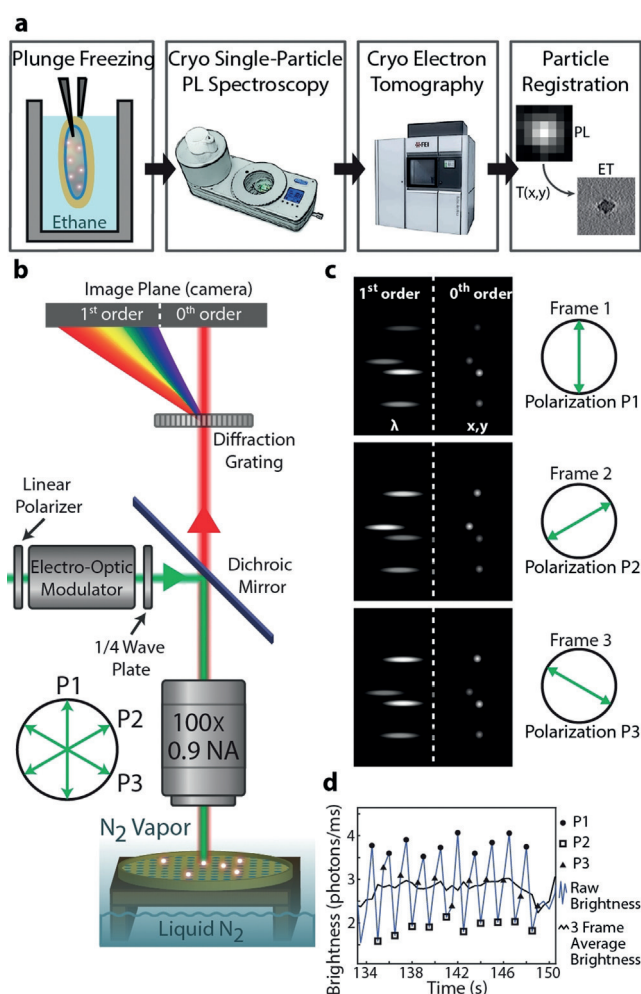 a
Plunge Freezing
Ethane
Cryo Single-Particle
PL Spectroscopy
Cryo Electron
Tomography
FEI
Particle
Registration
PL
ET
T(x,y)
b
Image Plane (camera)
1st order
0th order
Diffraction
Grating
Linear
Polarizer
Electro-Optic
Modulator
Dichroic
Mirror
1/4 Wave
Plate
P1
P2
P3
100x
0.9 NA
N2 Vapor
Liquid N2
c
1st order
0th order
λ
x,y
Frame 1
Polarization P1
Frame 2
Polarization P2
Frame 3
Polarization P3
d
Brightness (photons/ms)
4
3
2
134
138
142
146
150
Time (s)
P1
P2
P3
Raw
Brightness
3 Frame
Average
Brightness